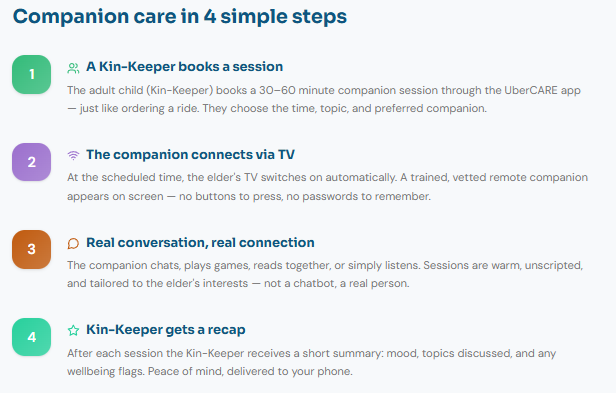 Companion care in 4 simple steps
1
A Kin-Keeper books a session
The adult child (Kin-Keeper) books a 30–60 minute companion session through the UberCARE app
— just like ordering a ride. They choose the time, topic, and preferred companion.
2
The companion connects via TV
At the scheduled time, the elder's TV switches on automatically. A trained, vetted remote companion
appears on screen — no buttons to press, no passwords to remember.
3
Real conversation, real connection
The companion chats, plays games, reads together, or simply listens. Sessions are warm, unscripted,
and tailored to the elder's interests — not a chatbot, a real person.
4
Kin-Keeper gets a recap
After each session the Kin-Keeper receives a short summary: mood, topics discussed, and any
wellbeing flags. Peace of mind, delivered to your phone.